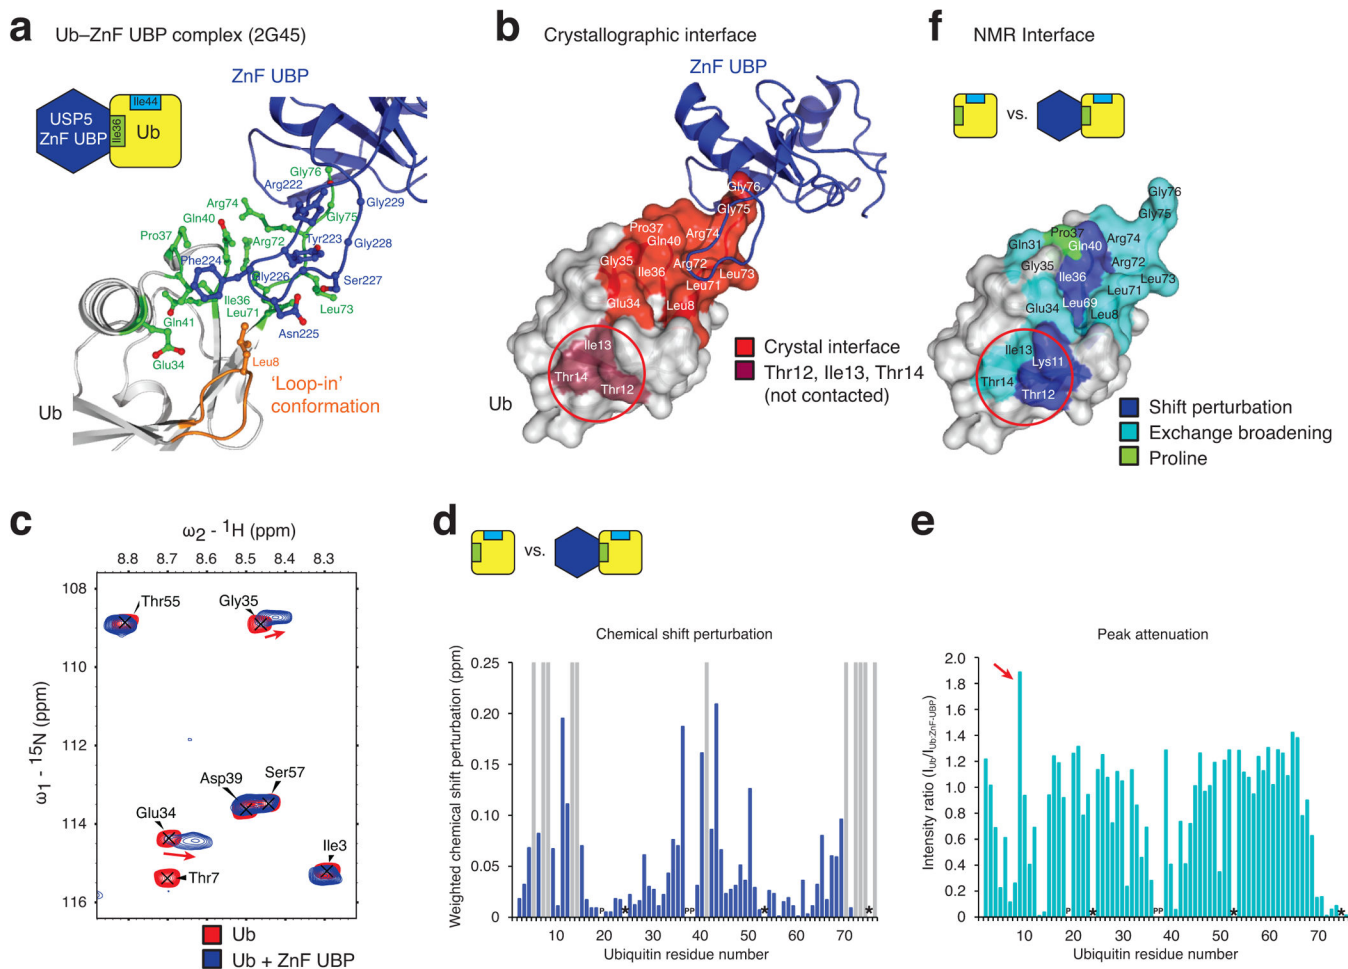 a
Ub–ZnF UBP complex (2G45)
ZnF UBP
Ile44
USP5
ZnF UBP
Ile36
Ub
Gly76
Arg222
Arg74
Gly229
Gln40
Gly75
Pro37
Arg72
Tyr223
Gly228
Phe224
Gly226
Ser227
Ile36
Leu71
Leu73
Gln41
Asn225
Glu34
Leu8
'Loop-in'
conformation
Ub
b
Crystallographic interface
ZnF UBP
Gly76
Gly75
Pro37
Gln40
Arg74
Gly35
Ile36
Arg72
Leu73
Leu71
Glu34
Leu8
Ile13
Thr14
Thr12
Ub
Crystal interface
Thr12, Ile13, Thr14
(not contacted)
f
NMR Interface
vs.
Gly76
Gly75
Pro37
Gln31
Gln40
Arg74
Gly35
Arg72
Ile36
Leu73
Leu71
Glu34
Leu69
Leu8
Ile13
Lys11
Thr14
Thr12
Shift perturbation
Exchange broadening
Proline
c
ω2 - 1H (ppm)
8.8 8.7 8.6 8.5 8.4 8.3
ω1 - 15N (ppm)
108
110
112
114
116
Thr55
Gly35
Asp39
Ser57
Glu34
Thr7
Ile3
Ub
Ub + ZnF UBP
d
vs.
Chemical shift perturbation
Weighted chemical shift perturbation (ppm)
0.25
0.20
0.15
0.10
0.05
0
P PP
* * *
10 20 30 40 50 60 70
Ubiquitin residue number
e
Peak attenuation
Intensity ratio (IUb/IUb:ZnF-UBP)
2.0
1.8
1.6
1.4
1.2
1.0
0.8
0.6
0.4
0.2
0
P PP
* * *
10 20 30 40 50 60 70
Ubiquitin residue number